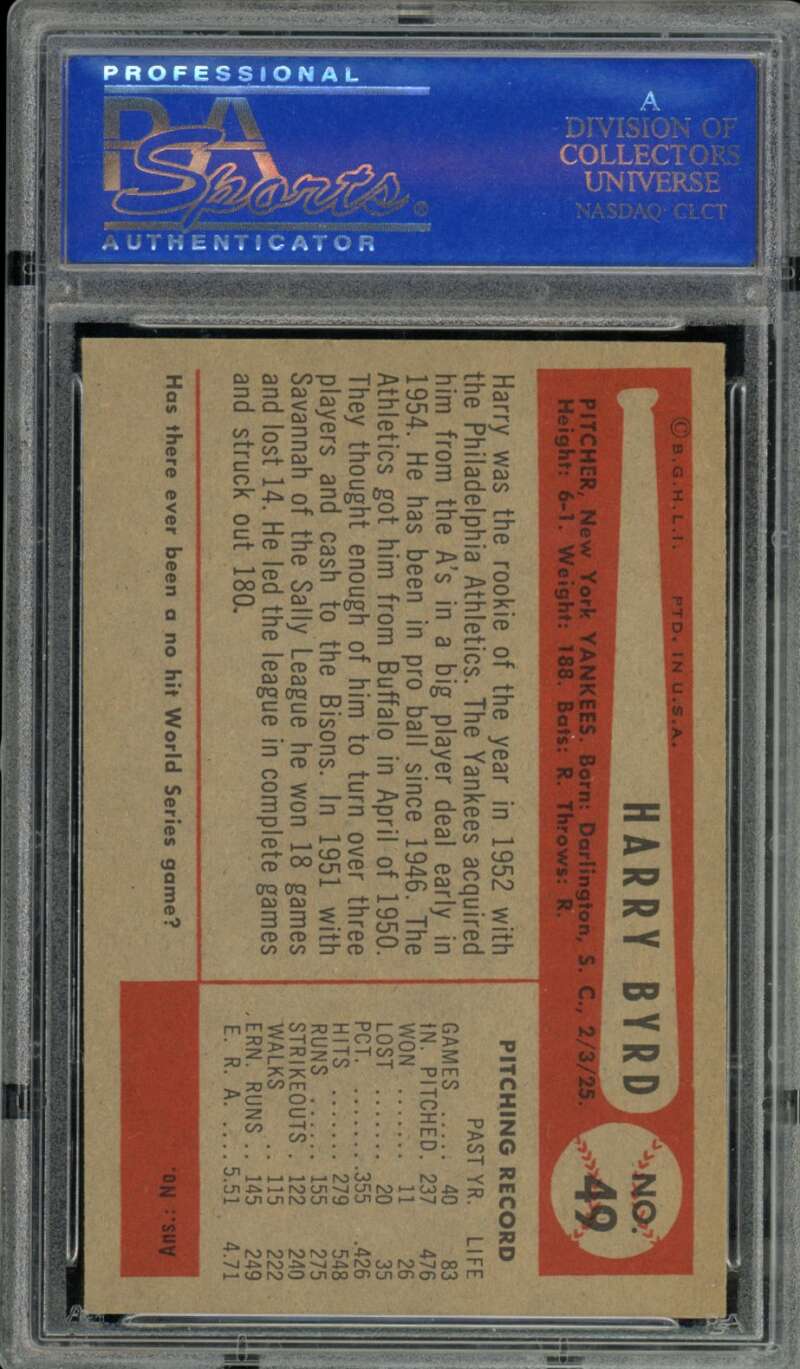 PROFESSIONAL
PSA
Sports®
AUTHENTICATOR
A
DIVISION OF
COLLECTORS
UNIVERSE
NASDAQ: CLCT
© B.G.H.L.I. PTD. IN U.S.A.
HARRY BYRD
NO.
49
PITCHER, New York YANKEES. Born: Darlington, S. C., 2/3/25.
Height: 6-1. Weight: 188. Bats: R. Throws: R.
Harry was the rookie of the year in 1952 with
the Philadelphia Athletics. The Yankees acquired
him from the A's in a big player deal early in
1954. He has been in pro ball since 1946. The
Athletics got him from Buffalo in April of 1950.
They thought enough of him to turn over three
players and cash to the Bisons. In 1951 with
Savannah of the Sally League he won 18 games
and lost 14. He led the league in complete games
and struck out 180.
PITCHING RECORD
PAST YR. LIFE
GAMES ..... 40 83
IN. PITCHED. 237 476
WON ....... 11 26
LOST ....... 20 35
PCT. ....... .355 .426
HITS ....... 279 548
RUNS ...... 155 275
STRIKEOUTS . 122 240
WALKS .. 115 222
ERN. RUNS .. 145 249
E. R. A. .... 5.51 4.71
Has there ever been a no hit World Series game?
Ans.: No.